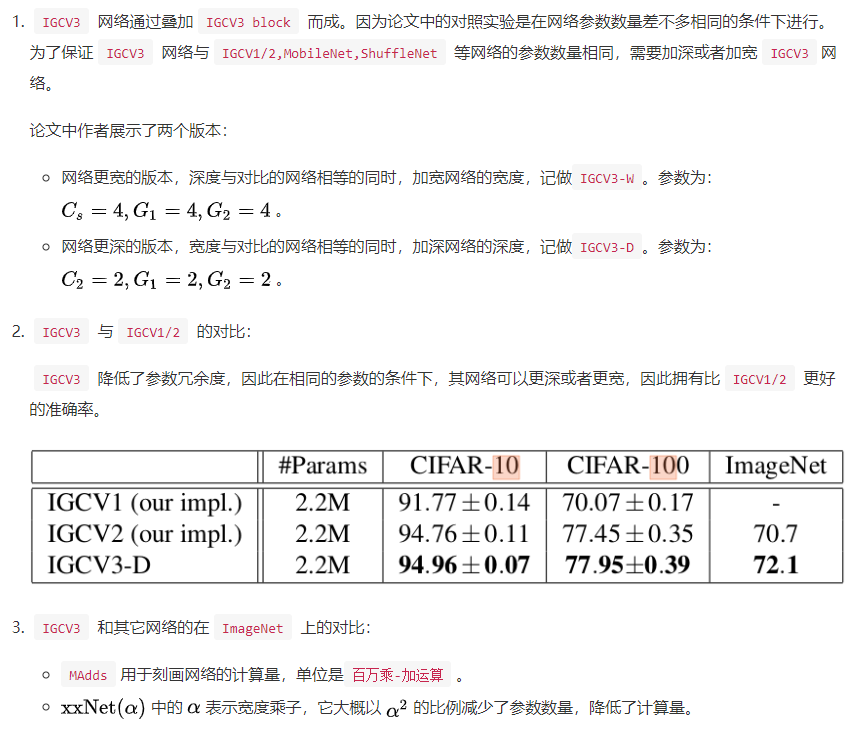 1. IGCV3 网络通过叠加 IGCV3 block 而成。因为论文中的对照实验是在网络参数数量差不多相同的条件下进行。
为了保证 IGCV3 网络与 IGCV1/2,MobileNet,ShuffleNet 等网络的参数数量相同，需要加深或者加宽 IGCV3 网
络。
论文中作者展示了两个版本：
○ 网络更宽的版本，深度与对比的网络相等的同时，加宽网络的宽度，记做 IGCV3-W 。参数为：
C_s = 4, G_1 = 4, G_2 = 4 。
○ 网络更深的版本，宽度与对比的网络相等的同时，加深网络的深度，记做 IGCV3-D 。参数为：
C_2 = 2, G_1 = 2, G_2 = 2 。
2. IGCV3 与 IGCV1/2 的对比：
IGCV3 降低了参数冗余度，因此在相同的参数的条件下，其网络可以更深或者更宽，因此拥有比 IGCV1/2 更好
的准确率。
#Params CIFAR-10 CIFAR-100 ImageNet
IGCV1 (our impl.) 2.2M 91.77±0.14 70.07±0.17 -
IGCV2 (our impl.) 2.2M 94.76±0.11 77.45±0.35 70.7
IGCV3-D 2.2M 94.96±0.07 77.95±0.39 72.1
3. IGCV3 和其它网络的在 ImageNet 上的对比：
○ MAdds 用于刻画网络的计算量，单位是 百万乘-加运算 。
○ xxNet(α) 中的 α 表示宽度乘子，它大概以 α² 的比例减少了参数数量，降低了计算量。